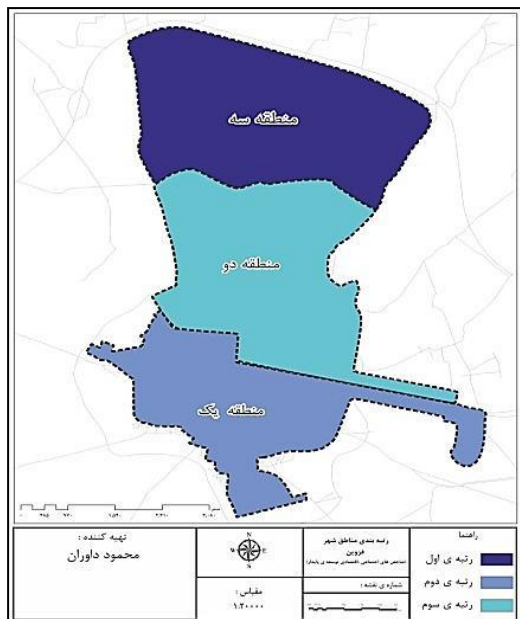 منطقه سه
منطقه دو
منطقه یک
راهنما
رتبه ی اول
رتبه ی دوم
رتبه ی سوم
رتبه بندی مناطق شهر
قزوین
شماره ی نقشه :
N
W E
S
مقیاس :
۱:۲۰۰۰۰
تهیه کننده :
محمود داوران